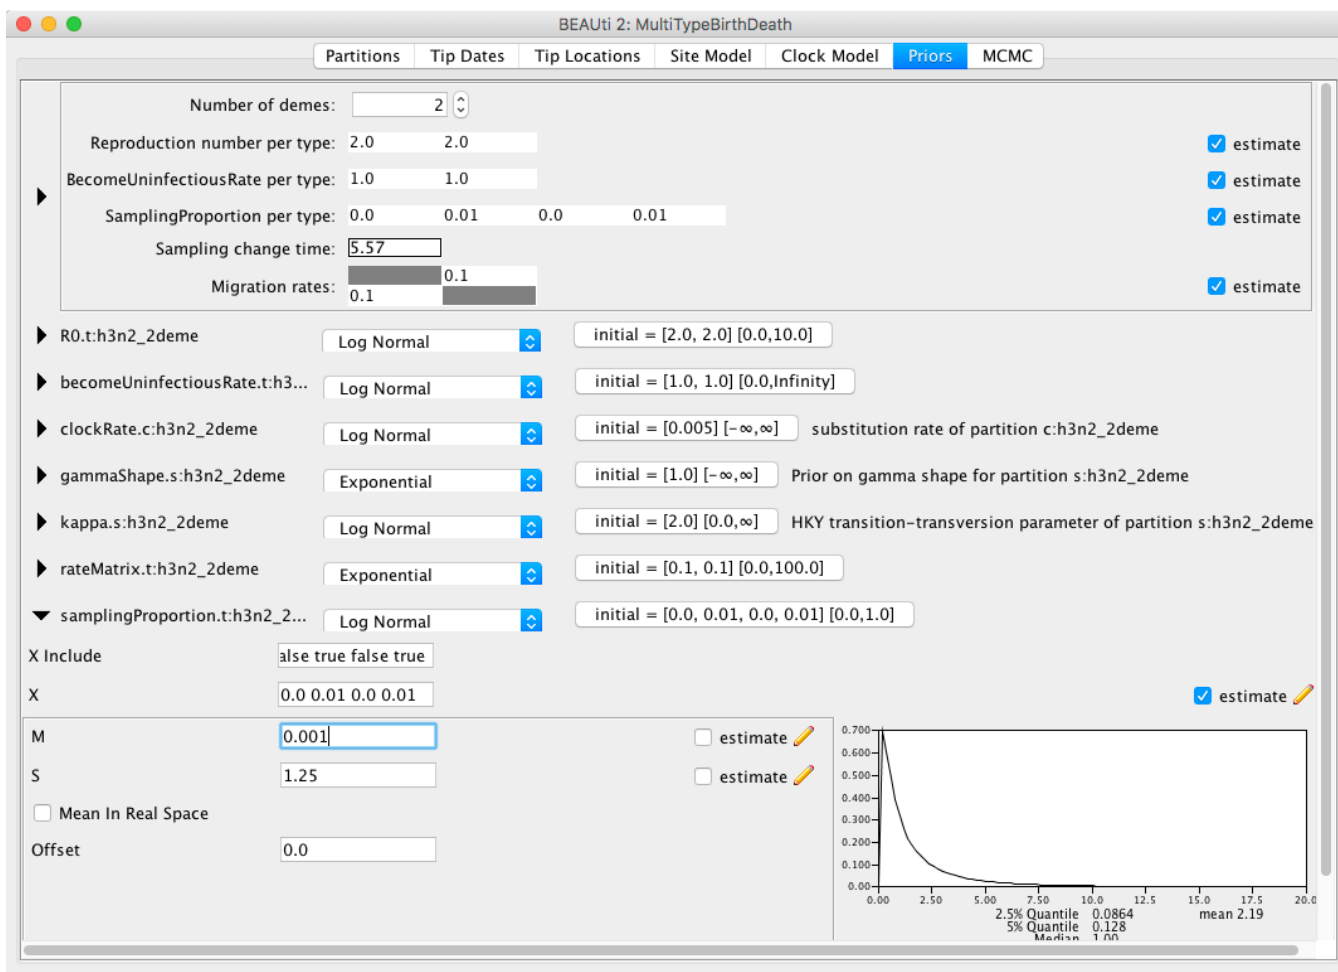 BEAUti 2: MultiTypeBirthDeath
Partitions Tip Dates Tip Locations Site Model Clock Model Priors MCMC
Number of demes: 2
Reproduction number per type: 2.0 2.0 estimate
BecomeUninfectiousRate per type: 1.0 1.0 estimate
SamplingProportion per type: 0.0 0.01 0.0 0.01 estimate
Sampling change time: 5.57
0.1
Migration rates: estimate
0.1
R0.t:h3n2_2deme Log Normal initial = [2.0, 2.0] [0.0,10.0]
becomeUninfectiousRate.t:h3... Log Normal initial = [1.0, 1.0] [0.0,Infinity]
clockRate.c:h3n2_2deme Log Normal initial = [0.005] [-∞,∞] substitution rate of partition c:h3n2_2deme
gammaShape.s:h3n2_2deme Exponential initial = [1.0] [-∞,∞] Prior on gamma shape for partition s:h3n2_2deme
kappa.s:h3n2_2deme Log Normal initial = [2.0] [0.0,∞] HKY transition-transversion parameter of partition s:h3n2_2deme
rateMatrix.t:h3n2_2deme Exponential initial = [0.1, 0.1] [0.0,100.0]
samplingProportion.t:h3n2_2... Log Normal initial = [0.0, 0.01, 0.0, 0.01] [0.0,1.0]
X Include alse true false true
X 0.0 0.01 0.0 0.01 estimate
M 0.001 estimate
S 1.25 estimate
Mean In Real Space
Offset 0.0
0.700
0.600
0.500
0.400
0.300
0.200
0.100
0.00
0.00 2.50 5.00 7.50 10.0 12.5 15.0 17.5 20.0
2.5% Quantile 0.0864 mean 2.19
5% Quantile 0.128
Median 1.00